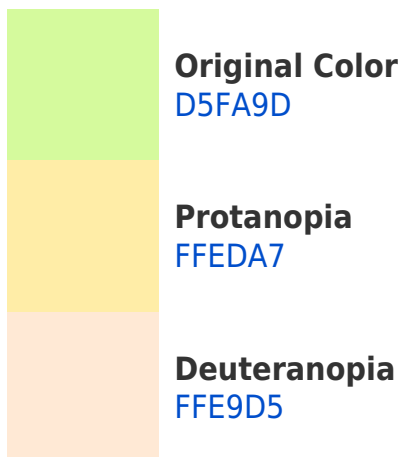 Original Color
D5FA9D
Protanopia
FFEDA7
Deuteranopia
FFE9D5